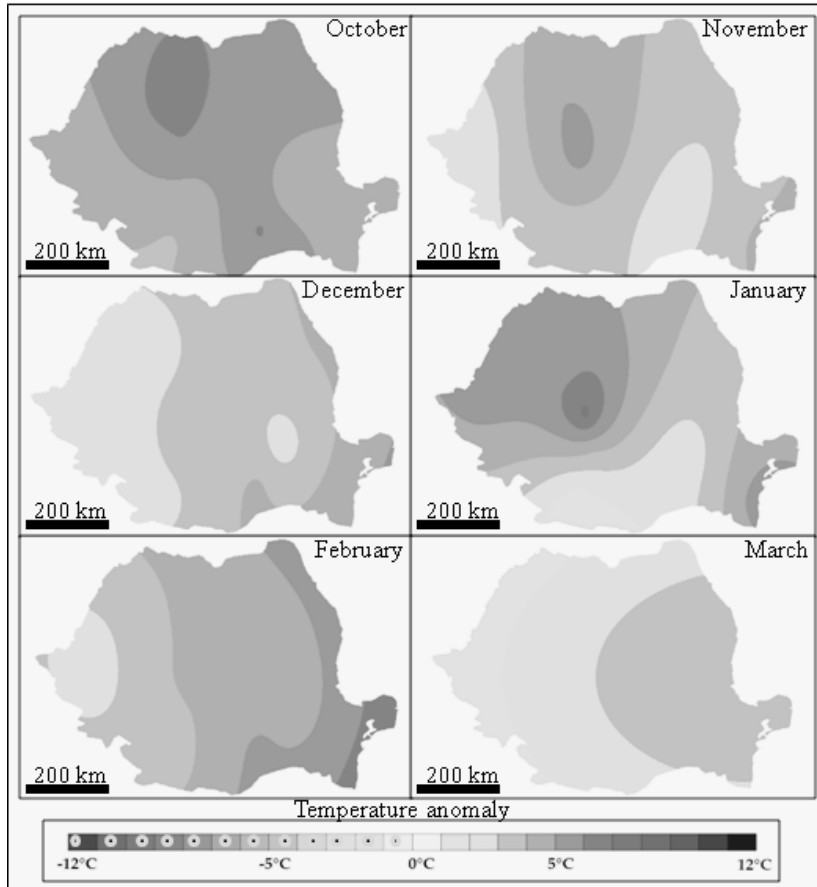 October
200 km
November
200 km
December
200 km
January
200 km
February
200 km
March
200 km
Temperature anomaly
-12°C -5°C 0°C 5°C 12°C